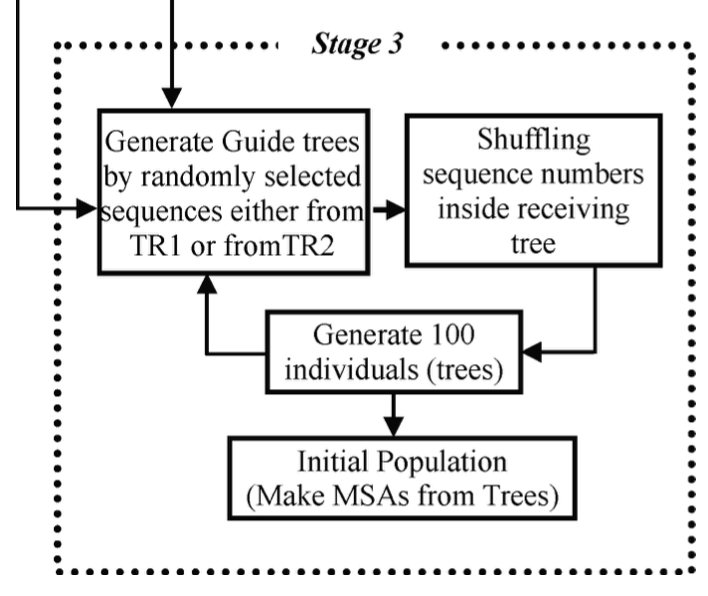 Stage 3
Generate Guide trees
by randomly selected
sequences either from
TR1 or fromTR2
Shuffling
sequence numbers
inside receiving
tree
Generate 100
individuals (trees)
Initial Population
(Make MSAs from Trees)